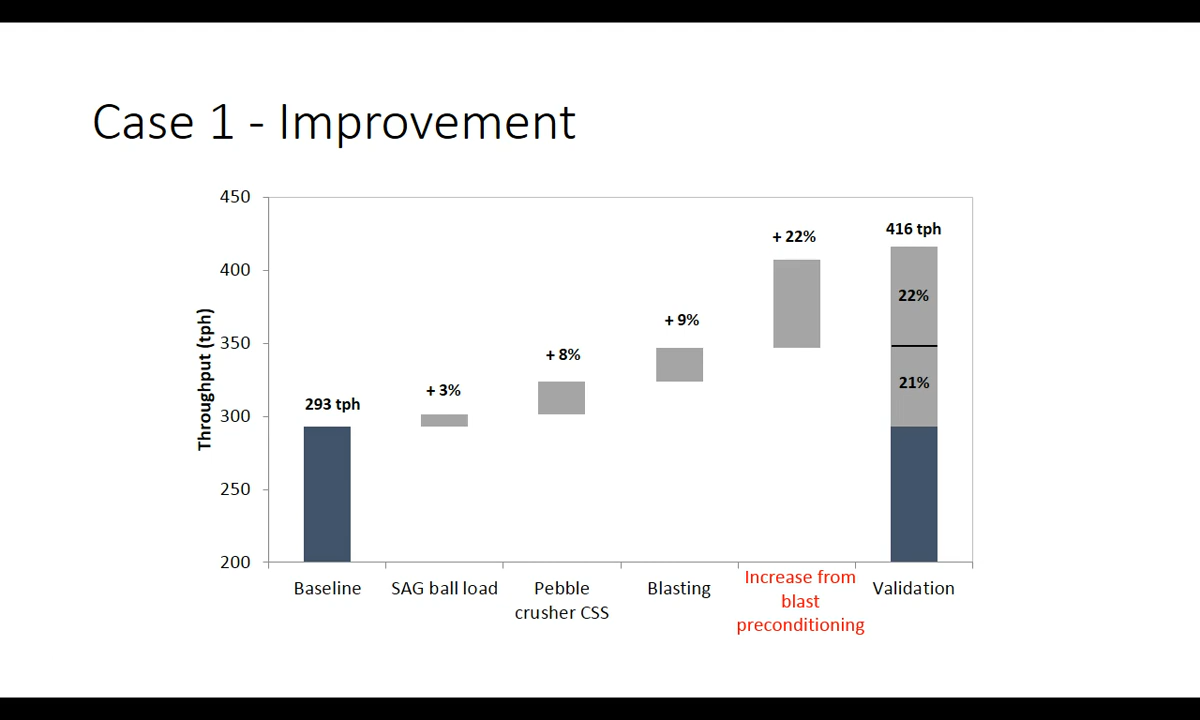 Case 1 - Improvement
450
400
350
300
250
200
Throughput (tph)
293 tph
+ 3%
+ 8%
+ 9%
+ 22%
416 tph
22%
21%
Baseline
SAG ball load
Pebble
crusher CSS
Blasting
Increase from
blast
preconditioning
Validation